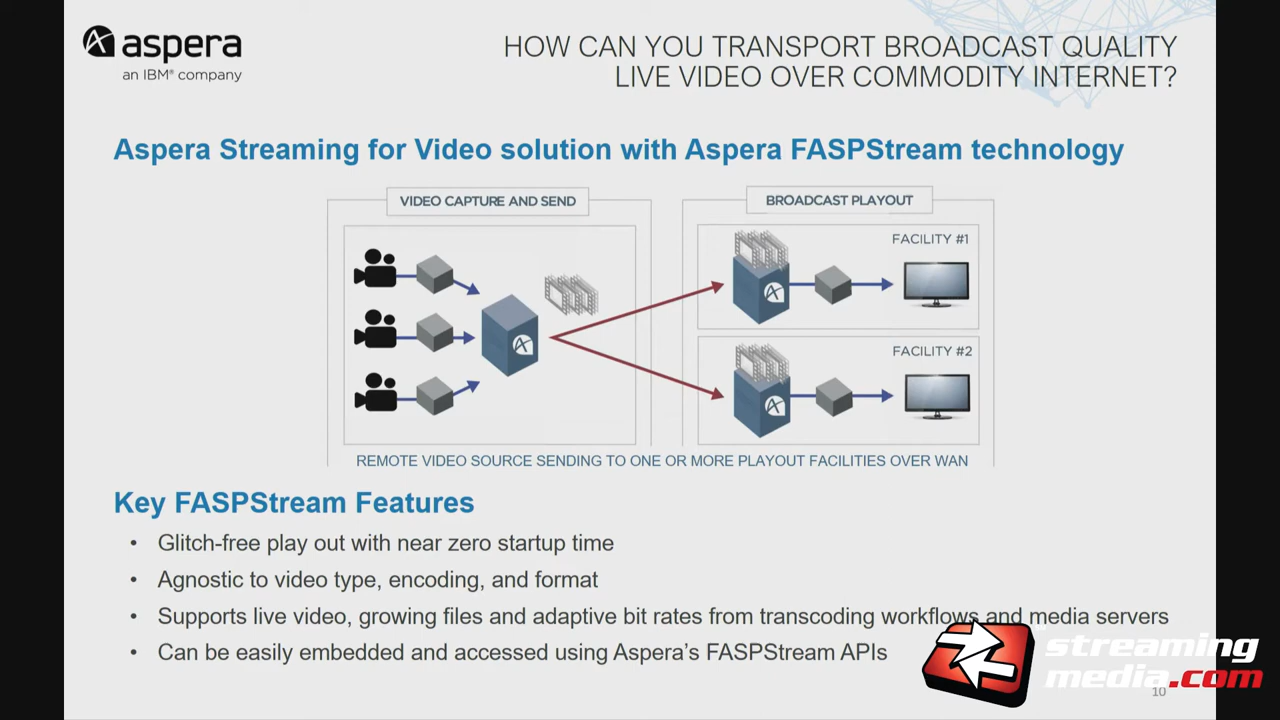 aspera
an IBM® company
HOW CAN YOU TRANSPORT BROADCAST QUALITY
LIVE VIDEO OVER COMMODITY INTERNET?
Aspera Streaming for Video solution with Aspera FASPStream technology
VIDEO CAPTURE AND SEND
BROADCAST PLAYOUT
FACILITY #1
FACILITY #2
REMOTE VIDEO SOURCE SENDING TO ONE OR MORE PLAYOUT FACILITIES OVER WAN
Key FASPStream Features
• Glitch-free play out with near zero startup time
• Agnostic to video type, encoding, and format
• Supports live video, growing files and adaptive bit rates from transcoding workflows and media servers
• Can be easily embedded and accessed using Aspera's FASPStream APIs
streaming
media.com
10